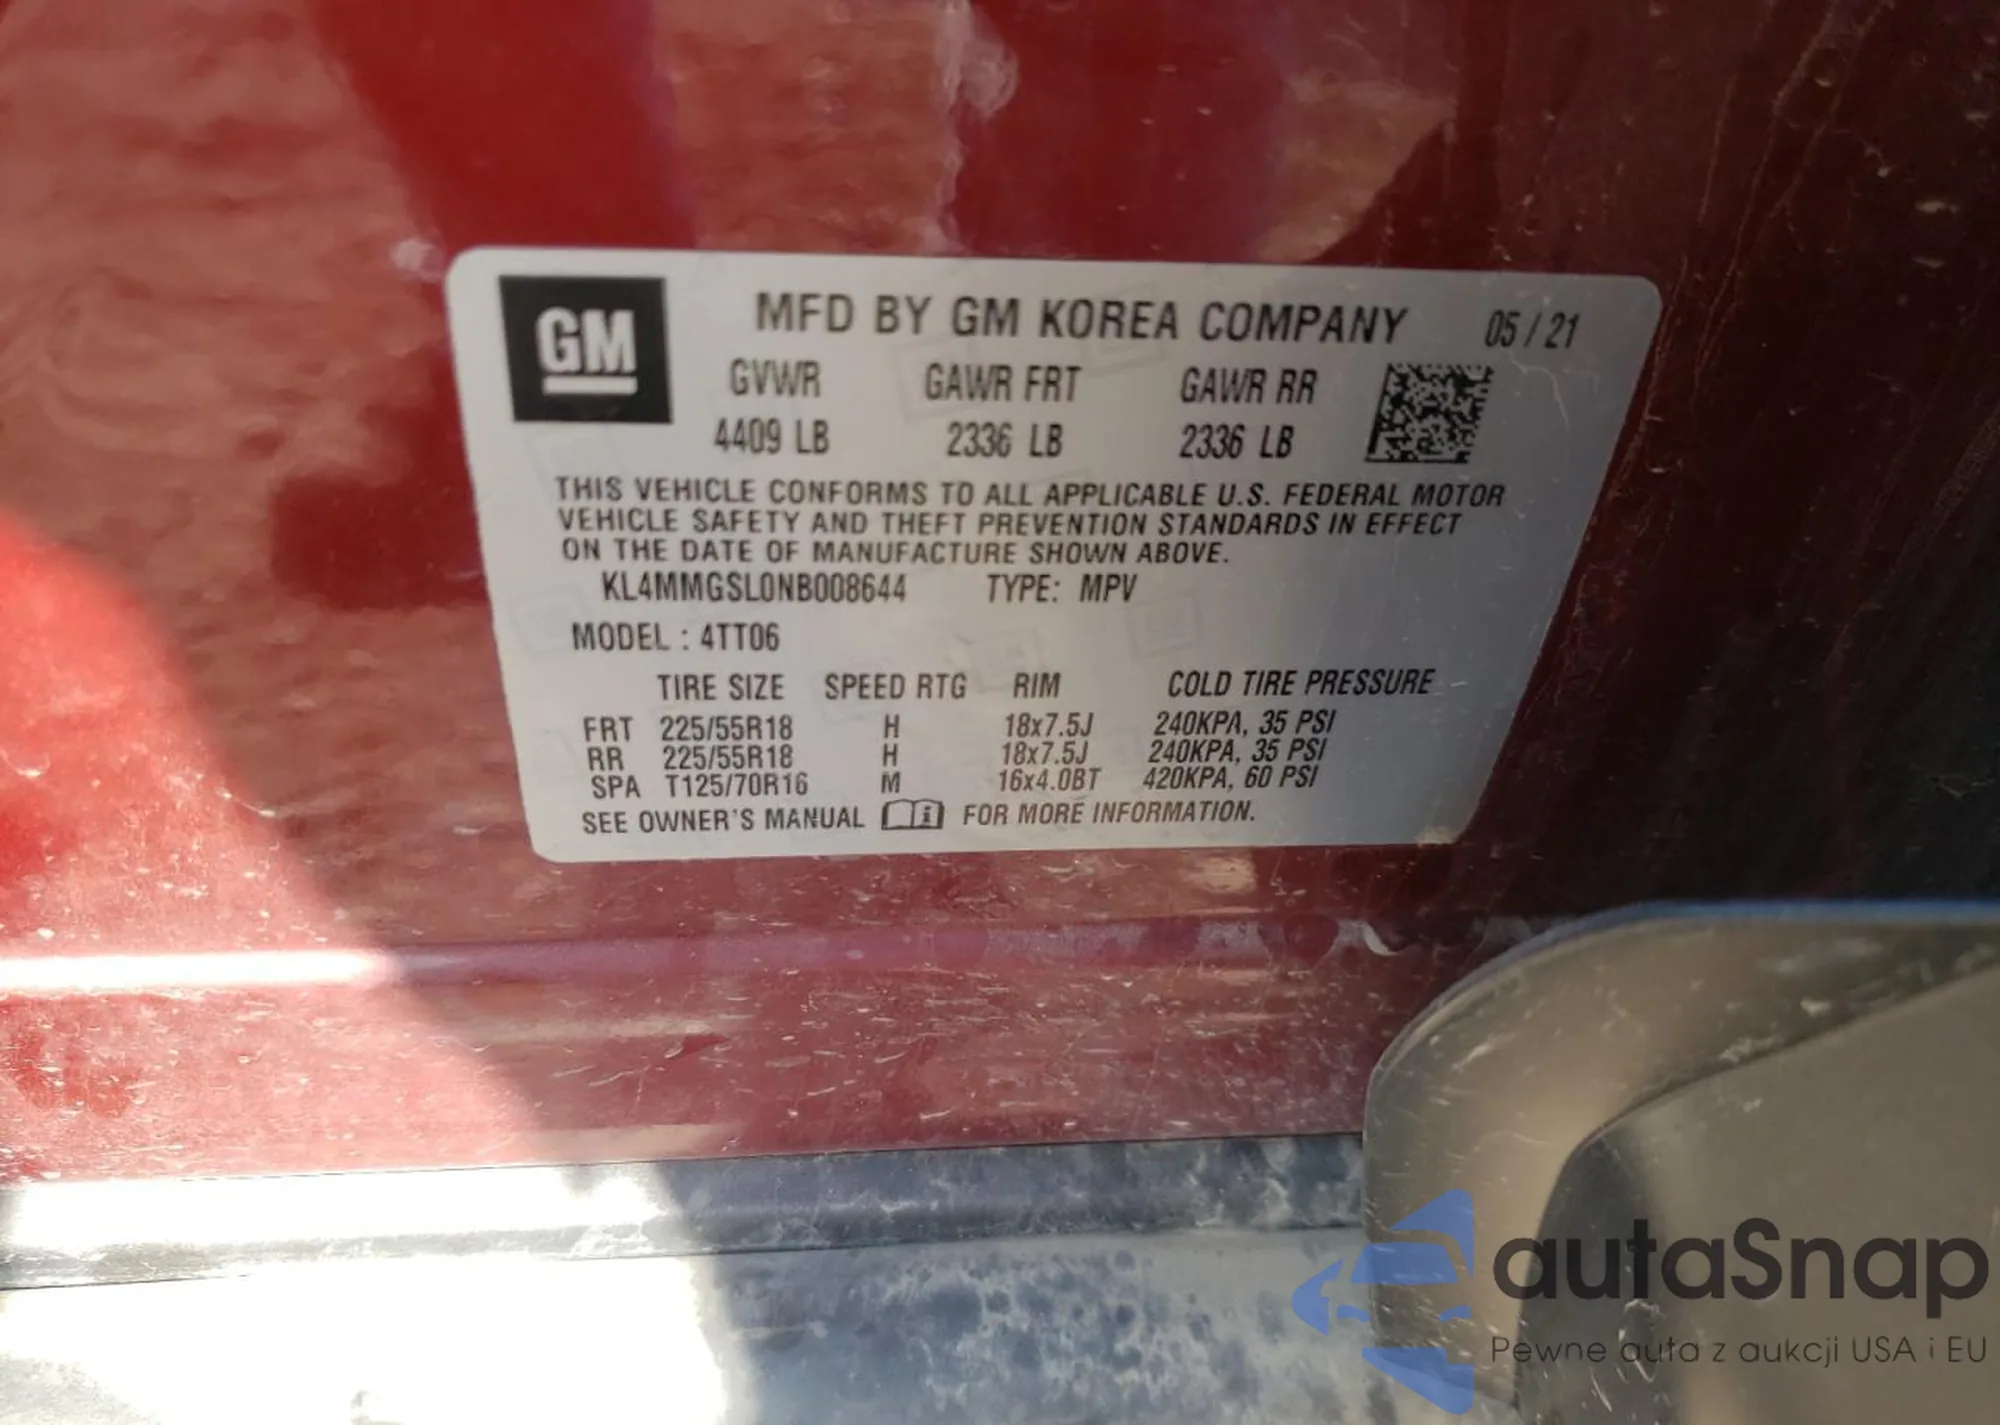 GM
MFD BY GM KOREA COMPANY 05 / 21
GVWR GAWR FRT GAWR RR
4409 LB 2336 LB 2336 LB
THIS VEHICLE CONFORMS TO ALL APPLICABLE U.S. FEDERAL MOTOR
VEHICLE SAFETY AND THEFT PREVENTION STANDARDS IN EFFECT
ON THE DATE OF MANUFACTURE SHOWN ABOVE.
KL4MMGSL0NB008644 TYPE: MPV
MODEL : 4TT06
TIRE SIZE SPEED RTG RIM COLD TIRE PRESSURE
FRT 225/55R18 H 18x7.5J 240KPA, 35 PSI
RR 225/55R18 H 18x7.5J 240KPA, 35 PSI
SPA T125/70R16 M 16x4.0BT 420KPA, 60 PSI
SEE OWNER'S MANUAL i FOR MORE INFORMATION.
autaSnap
Pewne auta z aukcji USA i EU